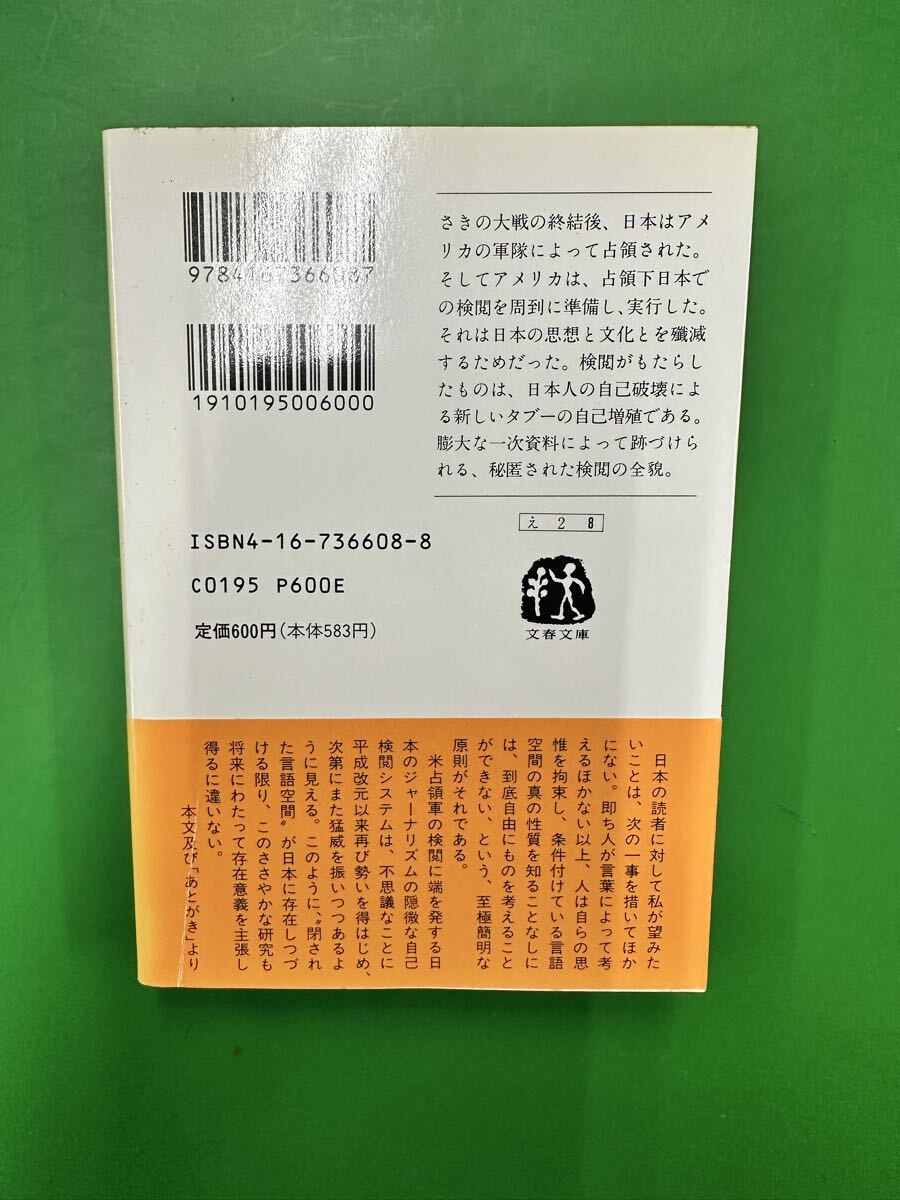 9784167366087
1910195006000
さきの大戦の終結後、日本はアメ
リカの軍隊によって占領された。
そしてアメリカは、占領下日本で
の検閲を周到に準備し、実行した。
それは日本の思想と文化とを殲滅
するためだった。検閲がもたらし
たものは、日本人の自己破壊によ
る新しいタブーの自己増殖である。
膨大な一次資料によって跡づけら
れる、秘匿された検閲の全貌。
え 2 8
文春文庫
ISBN4-16-736608-8
C0195 P600E
定価600円(本体583円)
日本の読者に対して私が望みた
いことは、次の一事を措いてほか
にない。即ち人が言葉によって考
えるほかない以上、人は自らの思
惟を拘束し、条件付けている言語
空間の真の性質を知ることなしに
は、到底自由にものを考えること
ができない、という、至極簡明な
原則がそれである。
米占領軍の検閲に端を発する日
本のジャーナリズムの隠微な自己
検閲システムは、不思議なことに
平成改元以来再び勢いを得はじめ、
次第にまた猛威を振いつつあるよ
うに見える。このように、〝閉され
た言語空間〟が日本に存在しつづ
ける限り、このささやかな研究も
将来にわたって存在意義を主張し
得るに違いない。
本文及び「あとがき」より